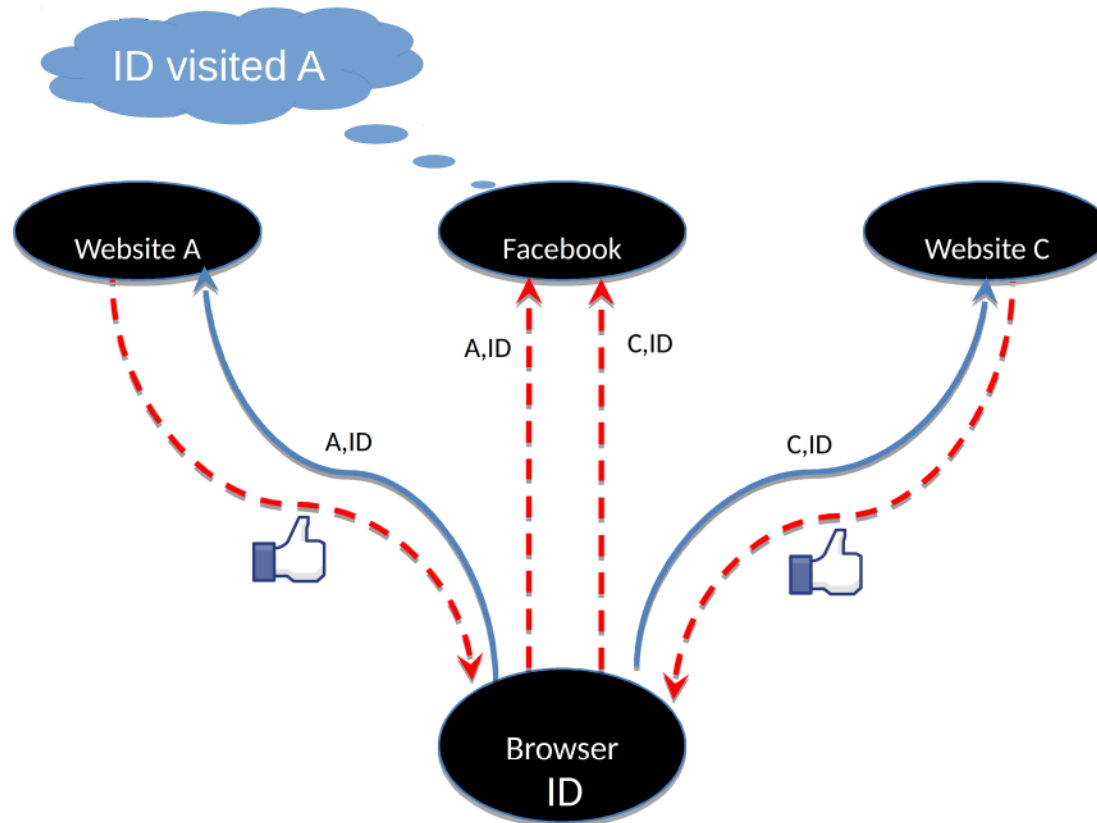 ID visited A
Website A
Facebook
Website C
A,ID
C,ID
A,ID
C,ID
Browser
ID